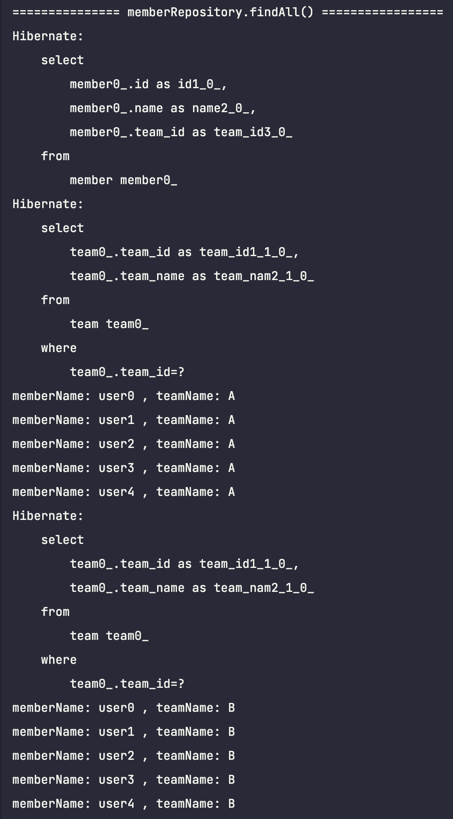 =============== memberRepository.findAll() =================
Hibernate:
    select
        member0_.id as id1_0_,
        member0_.name as name2_0_,
        member0_.team_id as team_id3_0_
    from
        member member0_
Hibernate:
    select
        team0_.team_id as team_id1_1_0_,
        team0_.team_name as team_nam2_1_0_
    from
        team team0_
    where
        team0_.team_id=?
memberName: user0 , teamName: A
memberName: user1 , teamName: A
memberName: user2 , teamName: A
memberName: user3 , teamName: A
memberName: user4 , teamName: A
Hibernate:
    select
        team0_.team_id as team_id1_1_0_,
        team0_.team_name as team_nam2_1_0_
    from
        team team0_
    where
        team0_.team_id=?
memberName: user0 , teamName: B
memberName: user1 , teamName: B
memberName: user2 , teamName: B
memberName: user3 , teamName: B
memberName: user4 , teamName: B